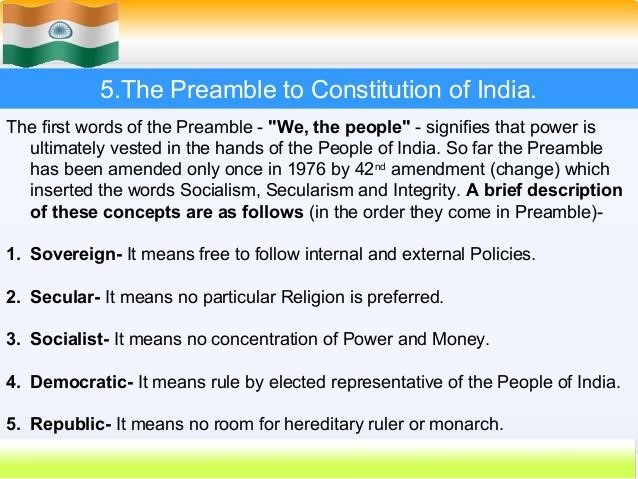 5.The Preamble to Constitution of India.
The first words of the Preamble - "We, the people" - signifies that power is
ultimately vested in the hands of the People of India. So far the Preamble
has been amended only once in 1976 by 42nd amendment (change) which
inserted the words Socialism, Secularism and Integrity. A brief description
of these concepts are as follows (in the order they come in Preamble)-
1. Sovereign- It means free to follow internal and external Policies.
2. Secular- It means no particular Religion is preferred.
3. Socialist- It means no concentration of Power and Money.
4. Democratic- It means rule by elected representative of the People of India.
5. Republic- It means no room for hereditary ruler or monarch.